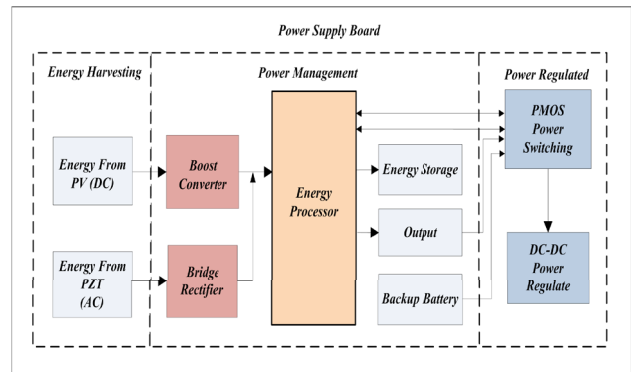 Power Supply Board
Energy Harvesting
Power Management
Power Regulated
Energy From
PV (DC)
Boost
Converter
Energy
Processor
Energy Storage
Output
Backup Battery
PMOS
Power
Switching
Energy From
PZT
(AC)
Bridge
Rectifier
DC-DC
Power
Regulate